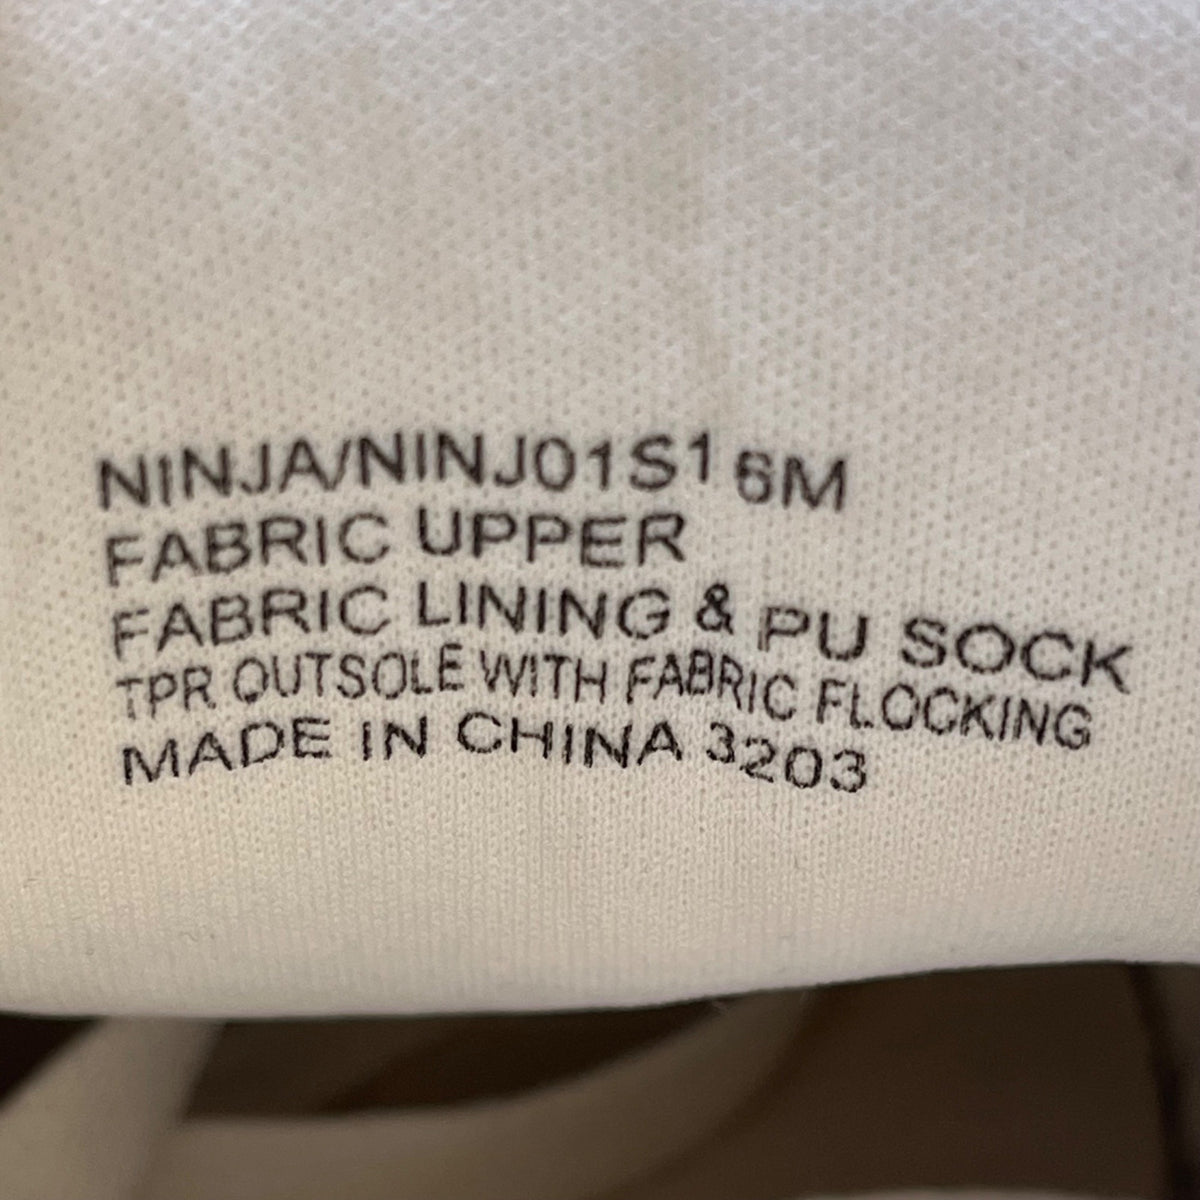 NINJA/NINJ01S1 6M
FABRIC UPPER
FABRIC LINING & PU SOCK
TPR OUTSOLE WITH FABRIC FLOCKING
MADE IN CHINA 3203